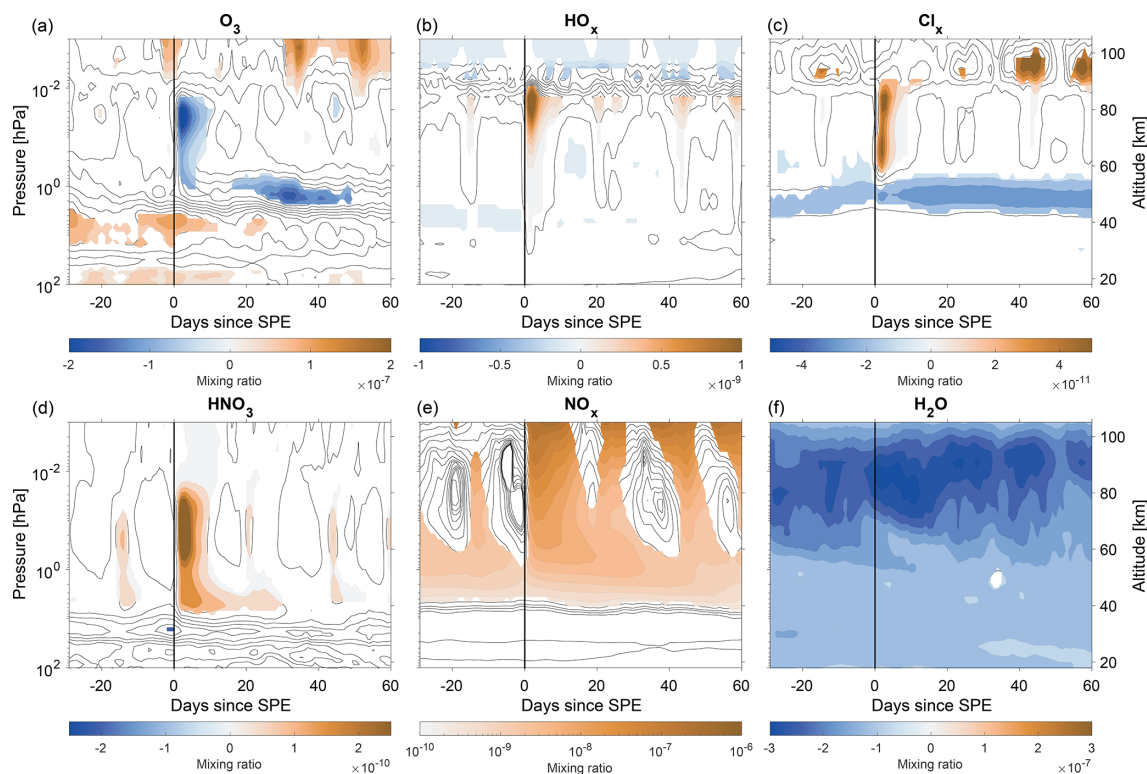 (a) O3 (b) HOx (c) Clx
Pressure [hPa] 10-2 100 102
Altitude [km] 100 80 60 40 20
-20 0 20 40 60 -20 0 20 40 60 -20 0 20 40 60
Days since SPE Days since SPE Days since SPE
-2 -1 0 1 2 -1 -0.5 0 0.5 1 -4 -2 0 2 4
Mixing ratio ×10-7 Mixing ratio ×10-9 Mixing ratio ×10-11
(d) HNO3 (e) NOx (f) H2O
Pressure [hPa] 10-2 100 102
Altitude [km] 100 80 60 40 20
-20 0 20 40 60 -20 0 20 40 60 -20 0 20 40 60
Days since SPE Days since SPE Days since SPE
-2 -1 0 1 2 10-10 10-9 10-8 10-7 10-6 -3 -2 -1 0 1 2 3
Mixing ratio ×10-10 Mixing ratio Mixing ratio ×10-7